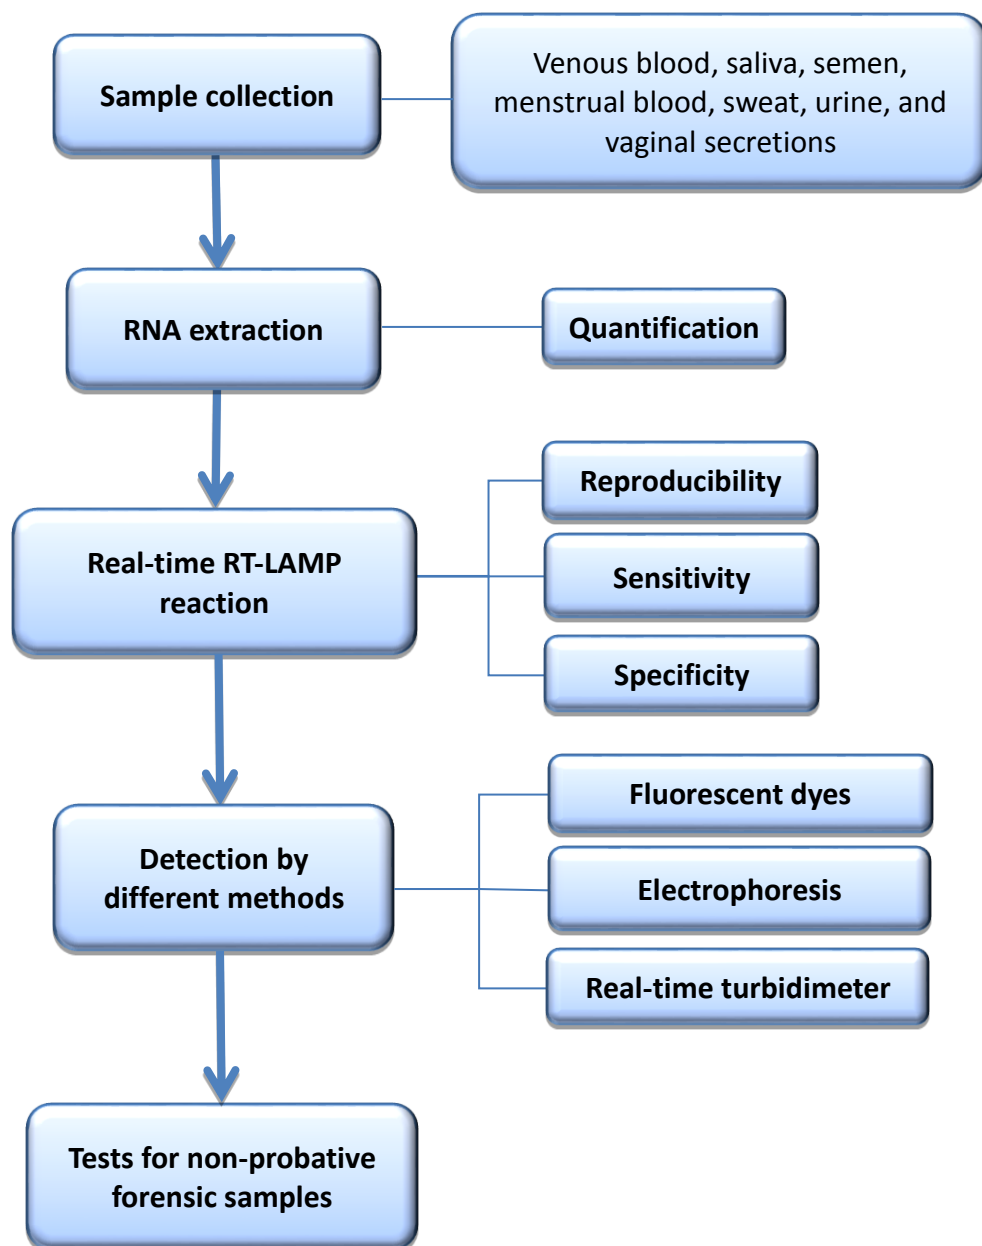 Sample collection
Venous blood, saliva, semen,
menstrual blood, sweat, urine, and
vaginal secretions
RNA extraction
Quantification
Real-time RT-LAMP
reaction
Reproducibility
Sensitivity
Specificity
Detection by
different methods
Fluorescent dyes
Electrophoresis
Real-time turbidimeter
Tests for non-probative
forensic samples